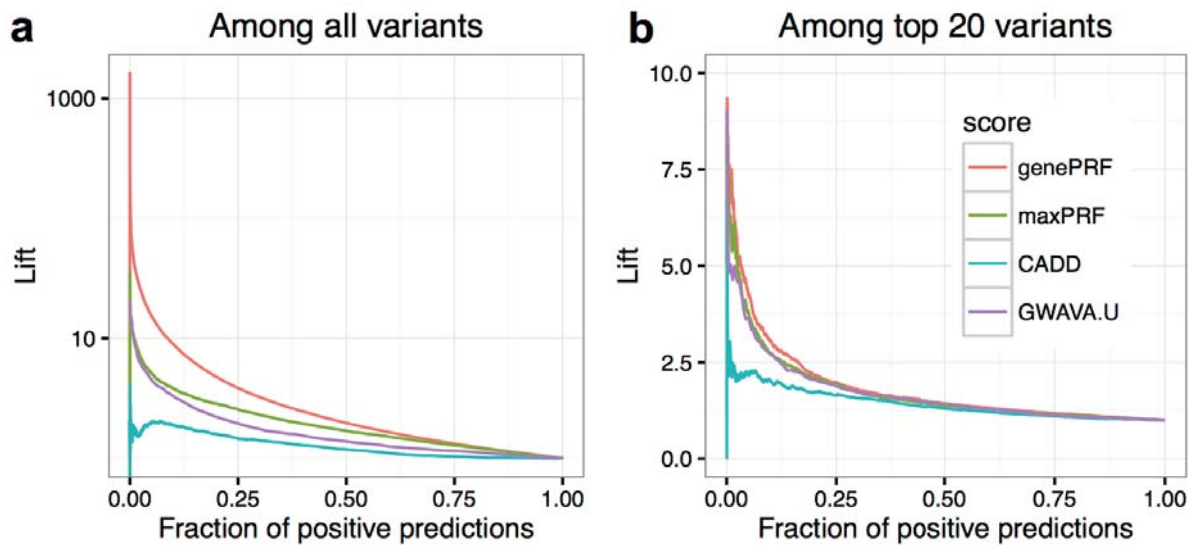 a
Among all variants
1000
10
Lift
0.00 0.25 0.50 0.75 1.00
Fraction of positive predictions
b
Among top 20 variants
10.0
7.5
5.0
2.5
0.0
Lift
score
genePRF
maxPRF
CADD
GWAVA.U
0.00 0.25 0.50 0.75 1.00
Fraction of positive predictions